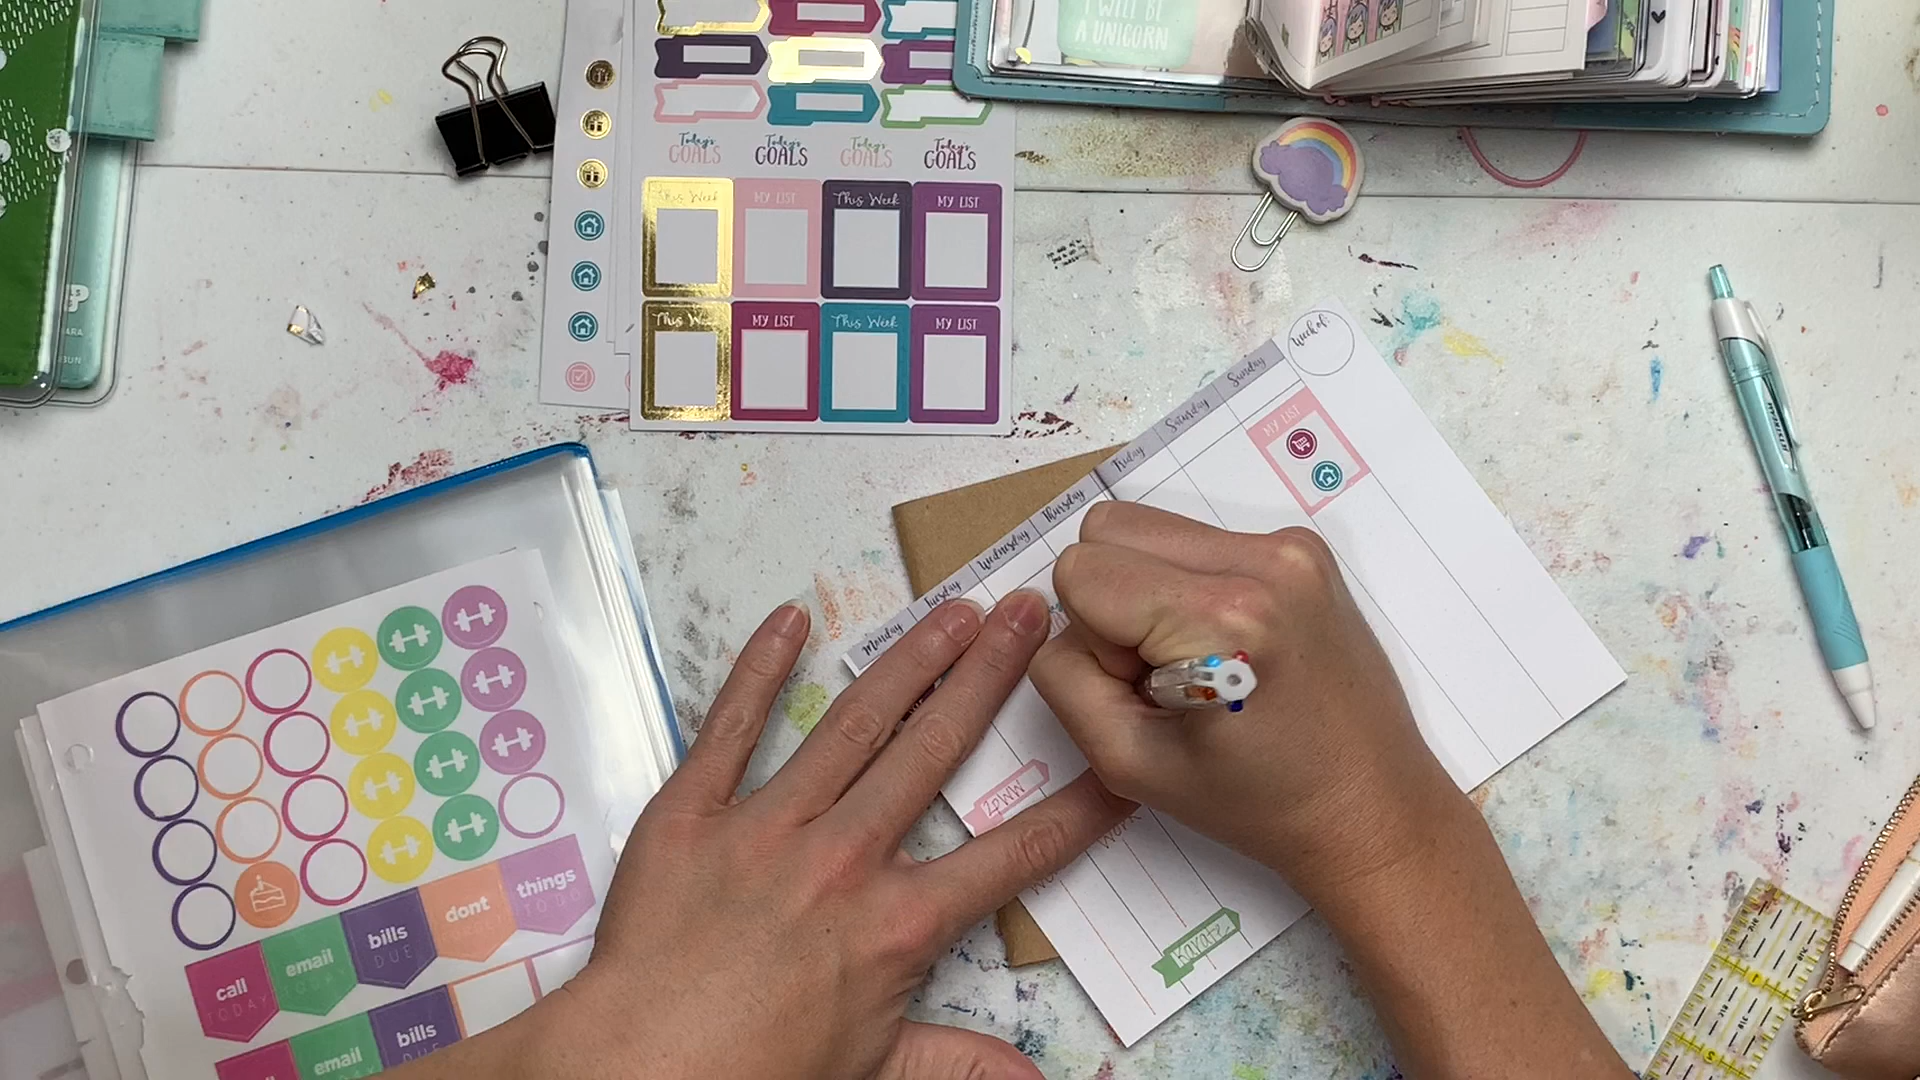 I WILL BE
A UNICORN
Today's Today's Today's Today's
GOALS GOALS GOALS GOALS
This Week MY LIST This Week MY LIST
This Week MY LIST This Week MY LIST
Week of:
Monday Tuesday Wednesday Thursday Friday Saturday Sunday
MY LIST
WORK
call
TODAY
email
TODAY
bills
DUE
dont
things
TO DO
email
bills
DUE